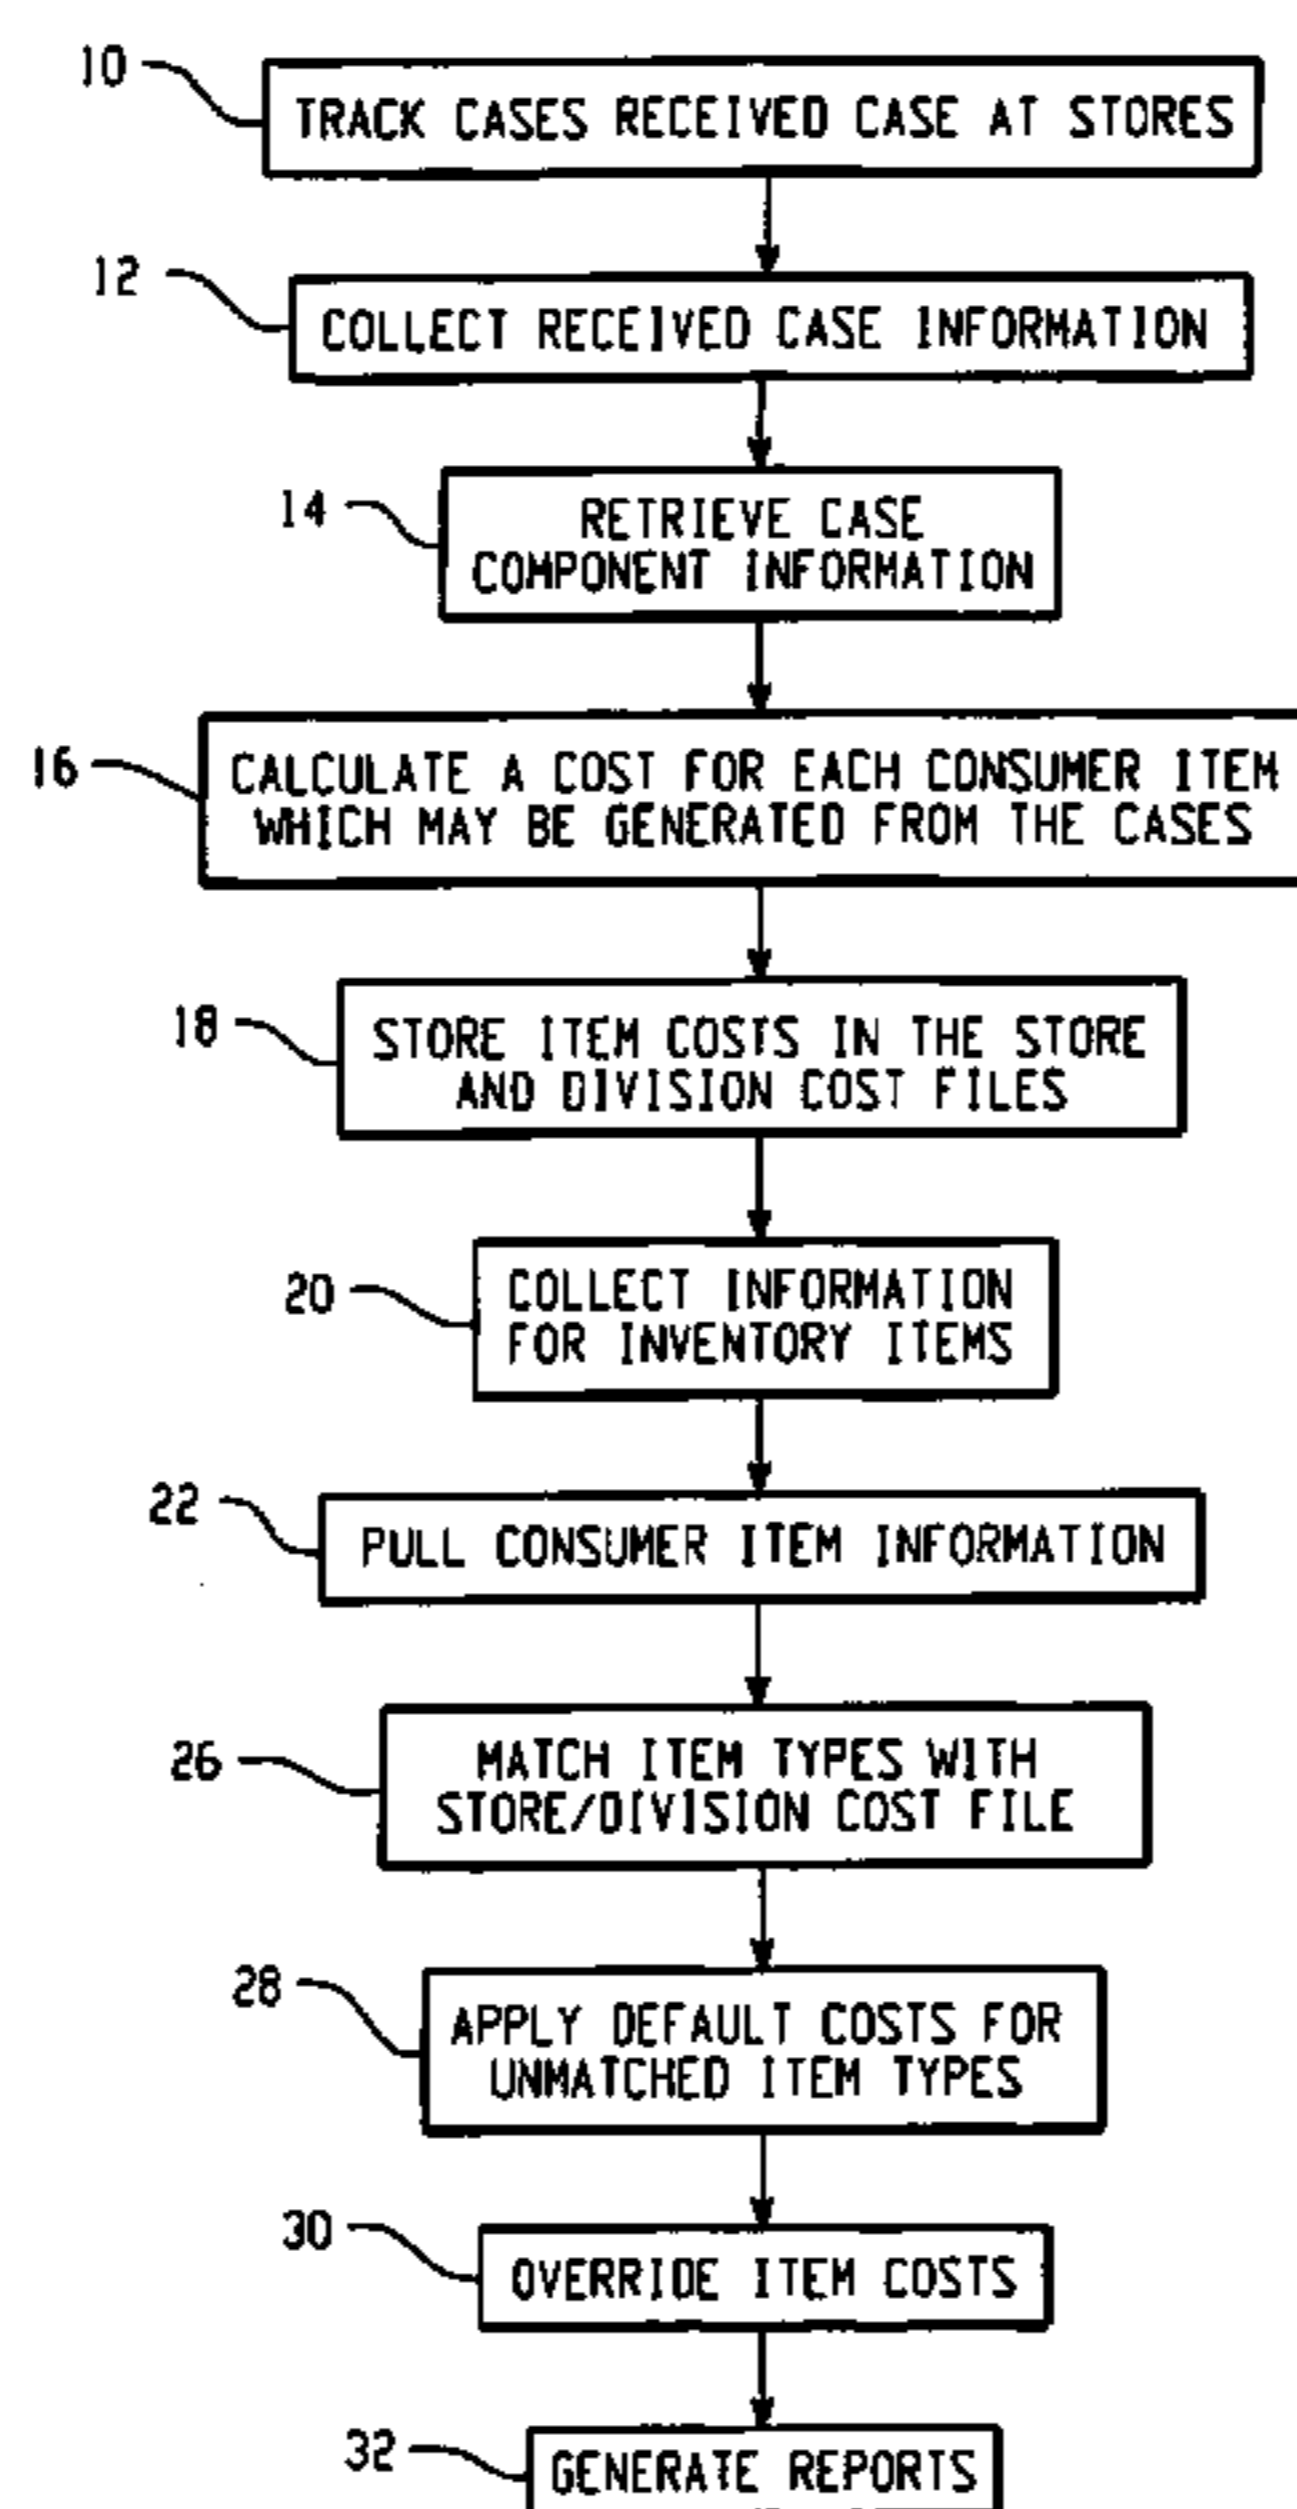 10
TRACK CASES RECEIVED CASE AT STORES
12
COLLECT RECEIVED CASE INFORMATION
14
RETRIEVE CASE
COMPONENT INFORMATION
16
CALCULATE A COST FOR EACH CONSUMER ITEM
WHICH MAY BE GENERATED FROM THE CASES
18
STORE ITEM COSTS IN THE STORE
AND DIVISION COST FILES
20
COLLECT INFORMATION
FOR INVENTORY ITEMS
22
PULL CONSUMER ITEM INFORMATION
26
MATCH ITEM TYPES WITH
STORE/DIVISION COST FILE
28
APPLY DEFAULT COSTS FOR
UNMATCHED ITEM TYPES
30
OVERRIDE ITEM COSTS
32
GENERATE REPORTS